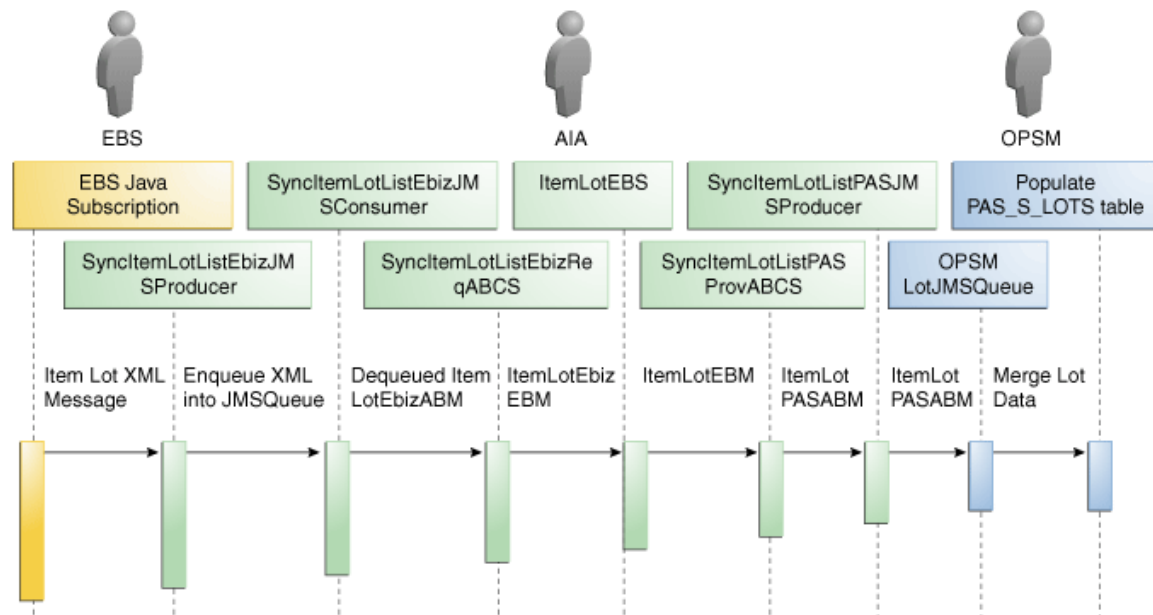 EBS
AIA
OPSM
EBS Java
Subscription
SyncItemLotListEbizJM
SConsumer
ItemLotEBS
SyncItemLotListPASJM
SProducer
Populate
PAS_S_LOTS table
SyncItemLotListEbizJM
SProducer
SyncItemLotListEbizRe
qABCS
SyncItemLotListPAS
ProvABCS
OPSM
LotJMSQueue
Item Lot XML
Message
Enqueue XML
into JMSQueue
Dequeued Item
LotEbizABM
ItemLotEbiz
EBM
ItemLotEBM
ItemLot
PASABM
ItemLot
PASABM
Merge Lot
Data